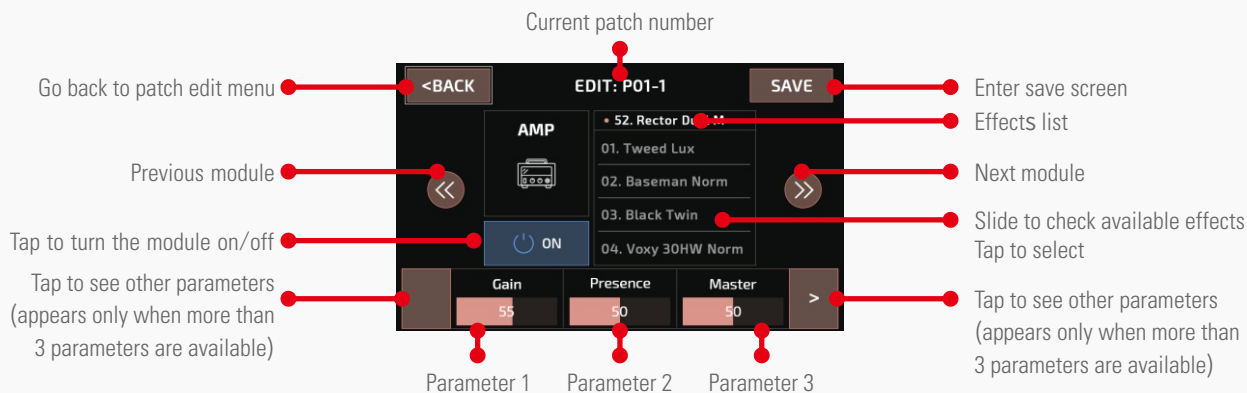 Current patch number
Go back to patch edit menu
<BACK
EDIT: P01-1
SAVE
Enter save screen
AMP
• 52. Rector M
Effects list
01. Tweed Lux
Previous module
02. Baseman Norm
Next module
03. Black Twin
Slide to check available effects
Tap to select
Tap to turn the module on/off
ON
04. Voxy 30HW Norm
Tap to see other parameters
(appears only when more than
3 parameters are available)
Gain
Presence
Master
>
55
50
50
Tap to see other parameters
(appears only when more than
3 parameters are available)
Parameter 1
Parameter 2
Parameter 3